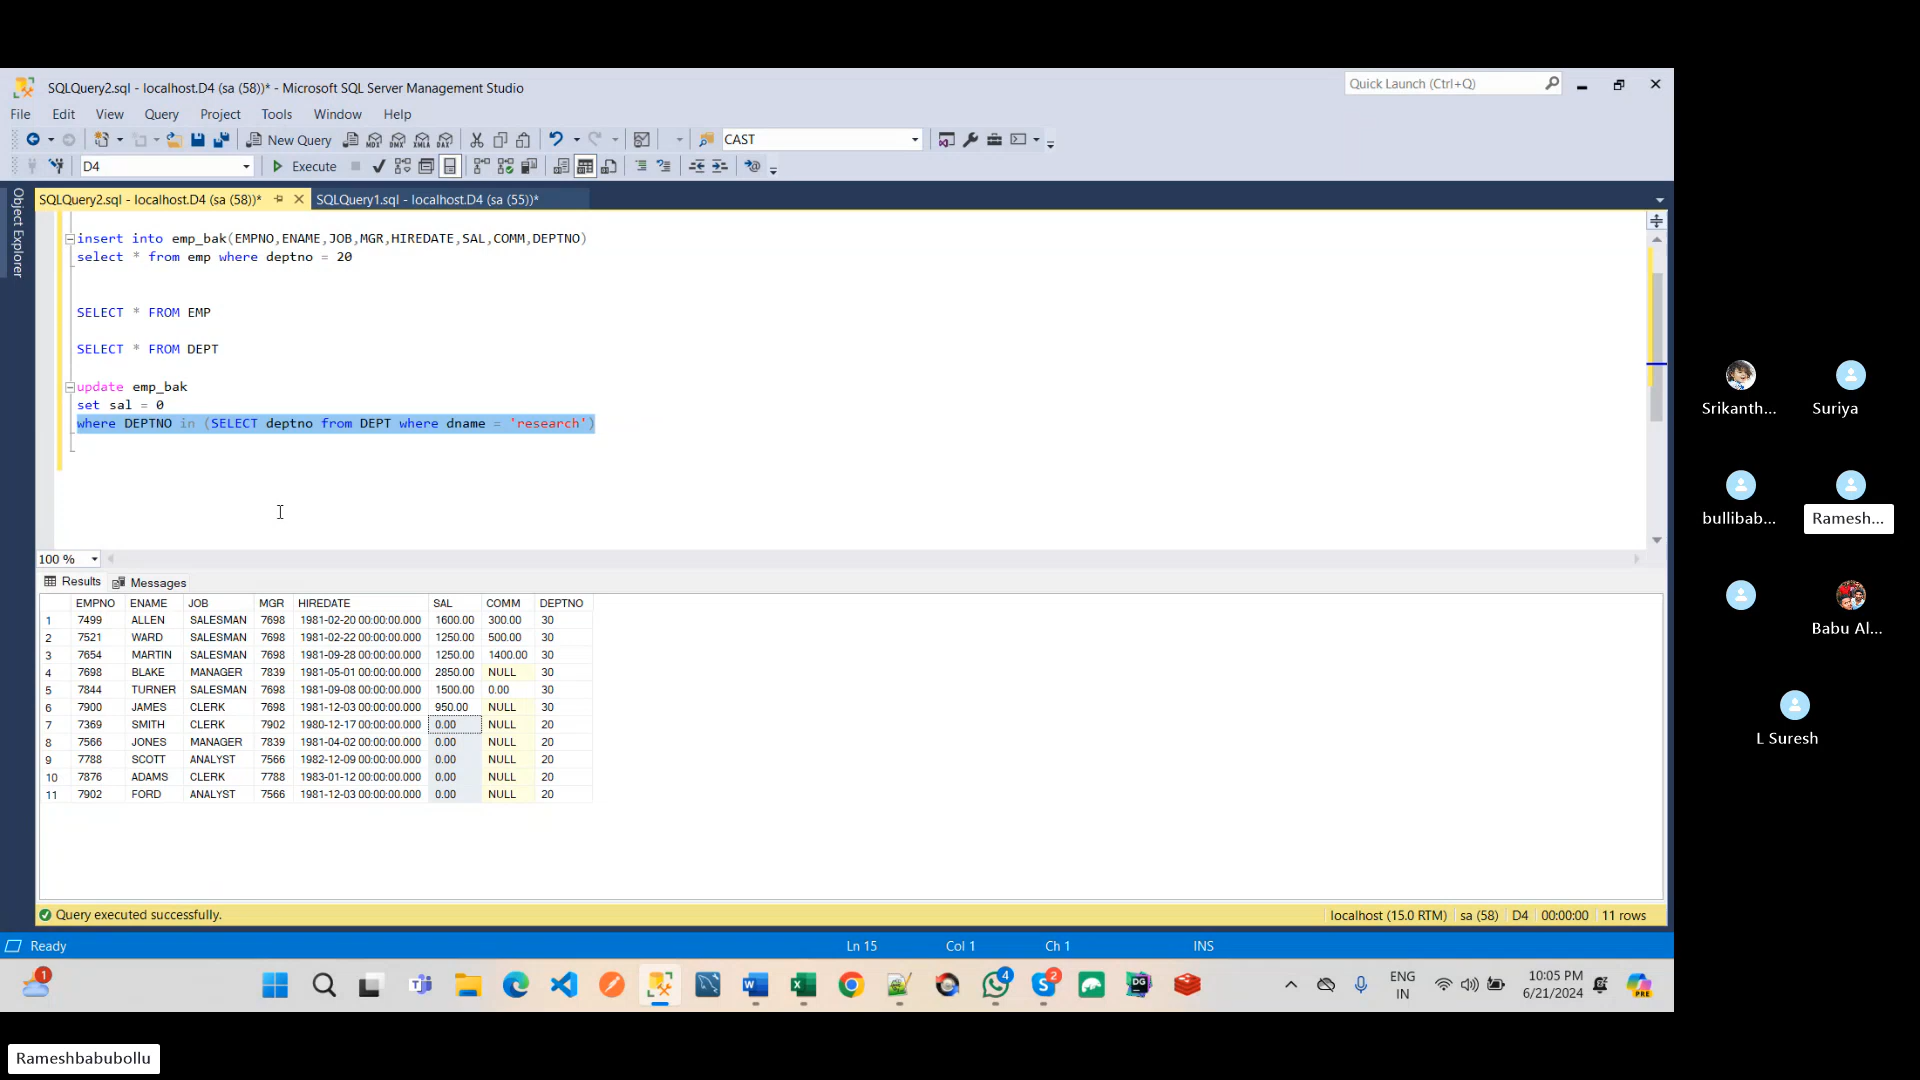 SQLQuery2.sql - localhost.D4 (sa (58))* - Microsoft SQL Server Management Studio
Quick Launch (Ctrl+Q)
File Edit View Query Project Tools Window Help
New Query
MDX DMX XMLA DAX
CAST
D4
Execute
SQLQuery2.sql - localhost.D4 (sa (58))*
SQLQuery1.sql - localhost.D4 (sa (55))*
Object Explorer
insert into emp_bak(EMPNO,ENAME,JOB,MGR,HIREDATE,SAL,COMM,DEPTNO)
select * from emp where deptno = 20
SELECT * FROM EMP
SELECT * FROM DEPT
update emp_bak
set sal = 0
where DEPTNO in (SELECT deptno from DEPT where dname = 'research')
100 %
Results Messages
EMPNO ENAME JOB MGR HIREDATE SAL COMM DEPTNO
1 7499 ALLEN SALESMAN 7698 1981-02-20 00:00:00.000 1600.00 300.00 30
2 7521 WARD SALESMAN 7698 1981-02-22 00:00:00.000 1250.00 500.00 30
3 7654 MARTIN SALESMAN 7698 1981-09-28 00:00:00.000 1250.00 1400.00 30
4 7698 BLAKE MANAGER 7839 1981-05-01 00:00:00.000 2850.00 NULL 30
5 7844 TURNER SALESMAN 7698 1981-09-08 00:00:00.000 1500.00 0.00 30
6 7900 JAMES CLERK 7698 1981-12-03 00:00:00.000 950.00 NULL 30
7 7369 SMITH CLERK 7902 1980-12-17 00:00:00.000 0.00 NULL 20
8 7566 JONES MANAGER 7839 1981-04-02 00:00:00.000 0.00 NULL 20
9 7788 SCOTT ANALYST 7566 1982-12-09 00:00:00.000 0.00 NULL 20
10 7876 ADAMS CLERK 7788 1983-01-12 00:00:00.000 0.00 NULL 20
11 7902 FORD ANALYST 7566 1981-12-03 00:00:00.000 0.00 NULL 20
Query executed successfully.
localhost (15.0 RTM) sa (58) D4 00:00:00 11 rows
Ready
Ln 15 Col 1 Ch 1 INS
1
4
2
ENG
IN
10:05 PM
6/21/2024
PRE
Srikanth...
Suriya
bullibab...
Ramesh...
Babu Al...
L Suresh
Rameshbabubollu